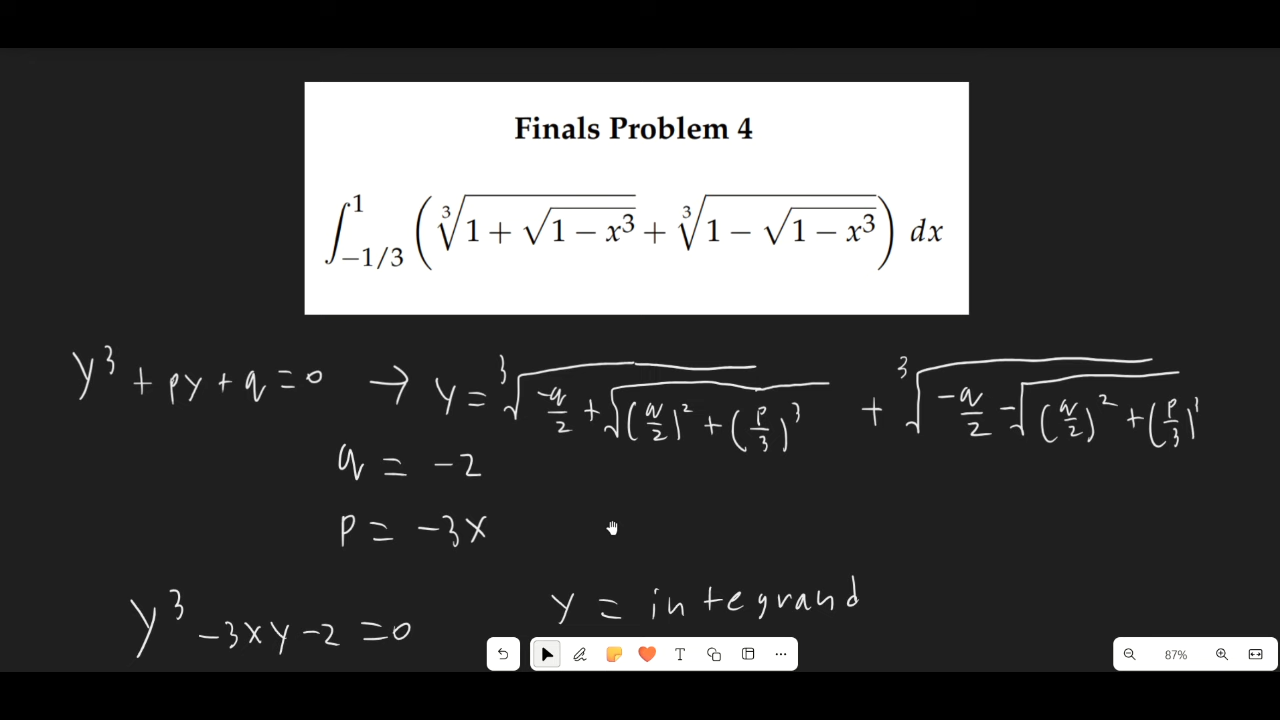 Finals Problem 4
∫_{-1/3}^{1} (∛(1 + √(1 − x³)) + ∛(1 − √(1 − x³))) dx
y³ + py + q = 0 → y = ∛(-q/2 + √((q/2)² + (p/3)³)) + ∛(-q/2 − √((q/2)² + (p/3)³))
q = -2
p = -3x
y = integrand
y³ − 3xy − 2 = 0
T
87%